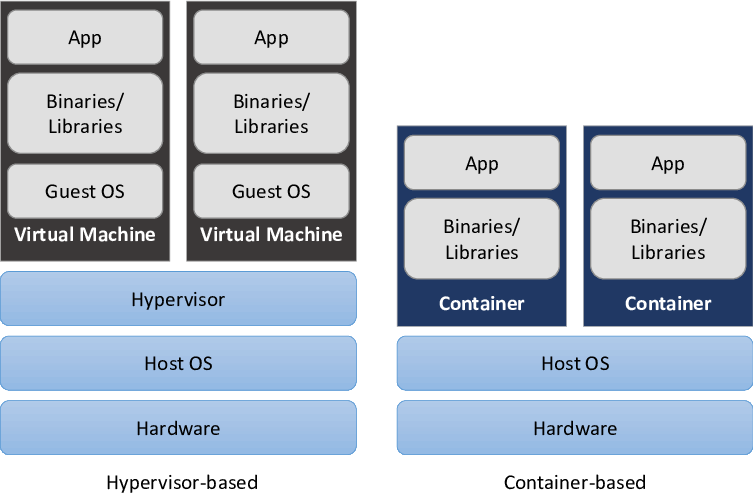 App
Binaries/
Libraries
Guest OS
Virtual Machine
App
Binaries/
Libraries
Guest OS
Virtual Machine
Hypervisor
Host OS
Hardware
Hypervisor-based
App
Binaries/
Libraries
Container
App
Binaries/
Libraries
Container
Host OS
Hardware
Container-based